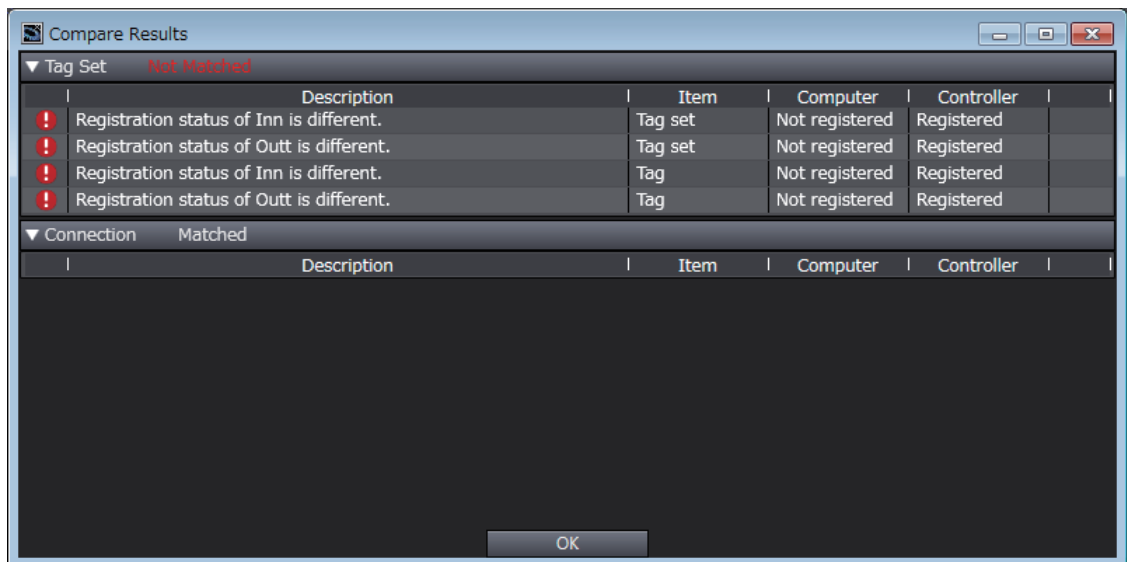 Compare Results
▼ Tag Set Not Matched
Description Item Computer Controller
Registration status of Inn is different. Tag set Not registered Registered
Registration status of Outt is different. Tag set Not registered Registered
Registration status of Inn is different. Tag Not registered Registered
Registration status of Outt is different. Tag Not registered Registered
▼ Connection Matched
Description Item Computer Controller
OK